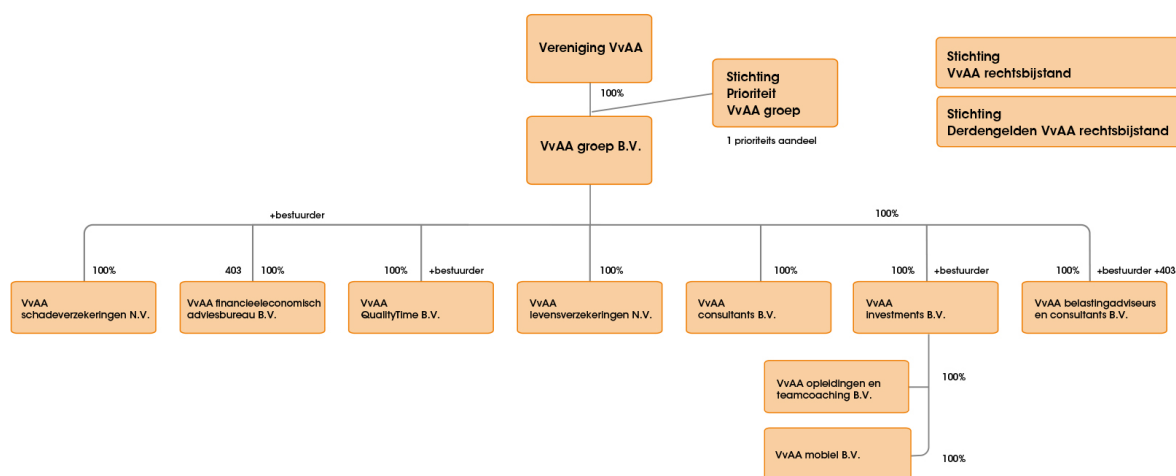 Vereniging VvAA
100%
Stichting
Prioriteit
VvAA groep
1 prioriteits aandeel
Stichting
VvAA rechtsbijstand
Stichting
Derdengelden VvAA rechtsbijstand
VvAA groep B.V.
+bestuurder
100%
100%
403 100%
100% +bestuurder
100%
100%
100% +bestuurder
100% +bestuurder +403
VvAA
schadeverzekeringen N.V.
VvAA financieeleconomisch
adviesbureau B.V.
VvAA
QualityTime B.V.
VvAA
levensverzekeringen N.V.
VvAA
consultants B.V.
VvAA
investments B.V.
VvAA belastingadviseurs
en consultants B.V.
100%
VvAA opleidingen en
teamcoaching B.V.
100%
VvAA mobiel B.V.